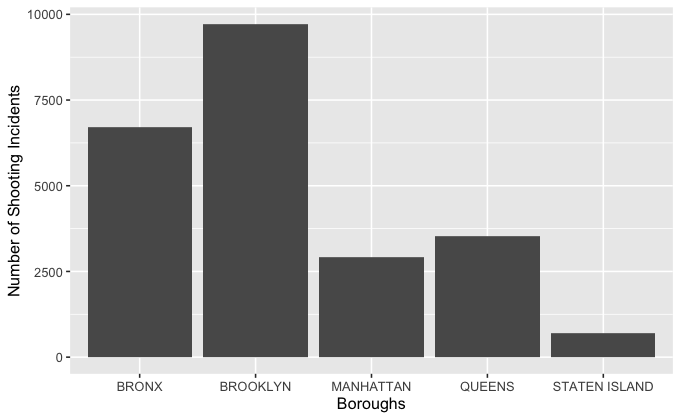 Number of Shooting Incidents
10000
7500
5000
2500
0
BRONX
BROOKLYN
MANHATTAN
QUEENS
STATEN ISLAND
Boroughs